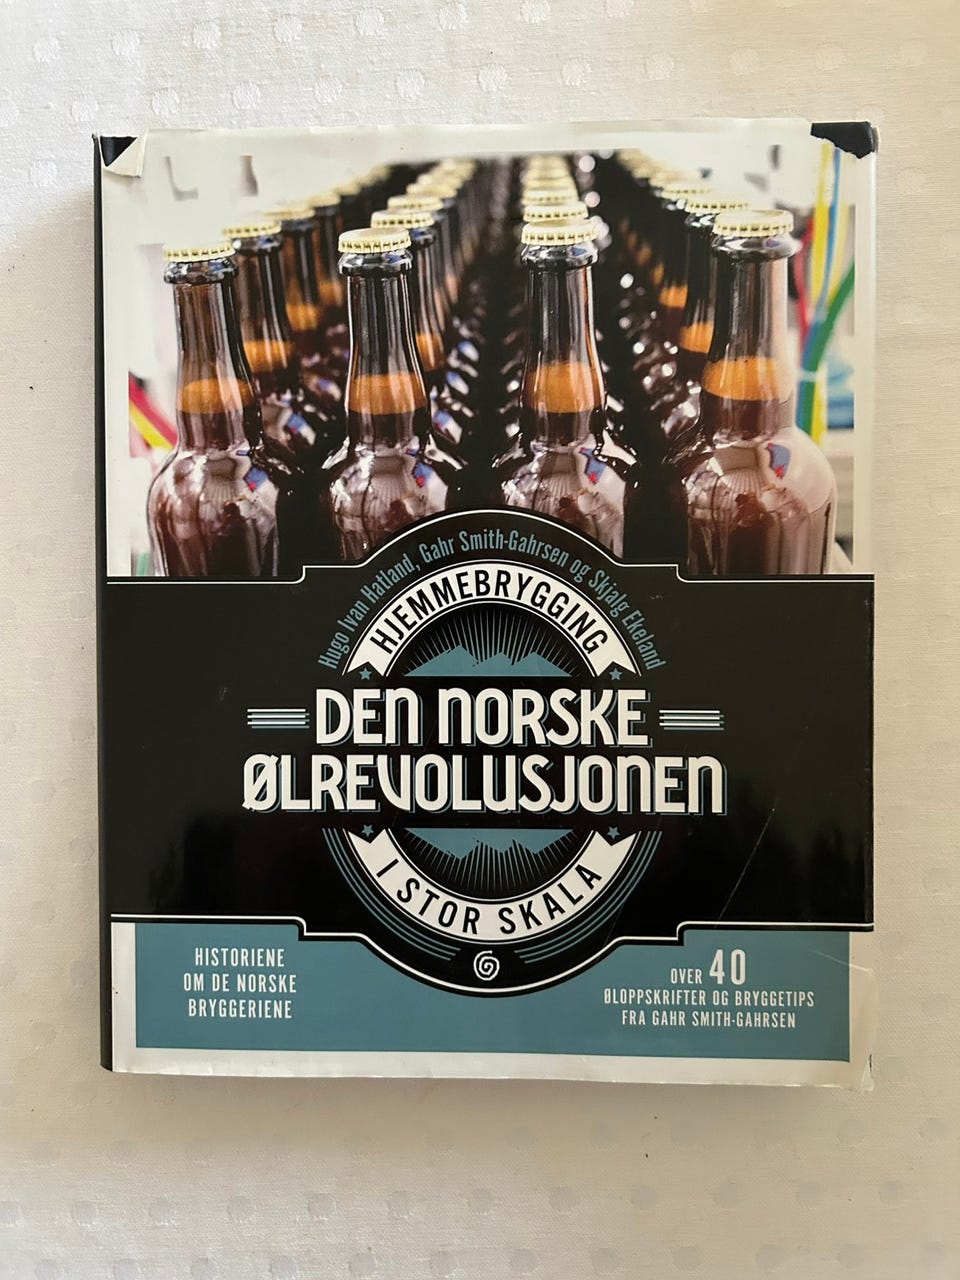 Hugo Ivan Hatland, Gahr Smith-Gahrsen og Skjalg Ekeland
HJEMMEBRYGGING
DEN NORSKE
ØLREVOLUSJONEN
I STOR SKALA
HISTORIENE
OM DE NORSKE
BRYGGERIENE
OVER 40
ØLOPPSKRIFTER OG BRYGGETIPS
FRA GAHR SMITH-GAHRSEN